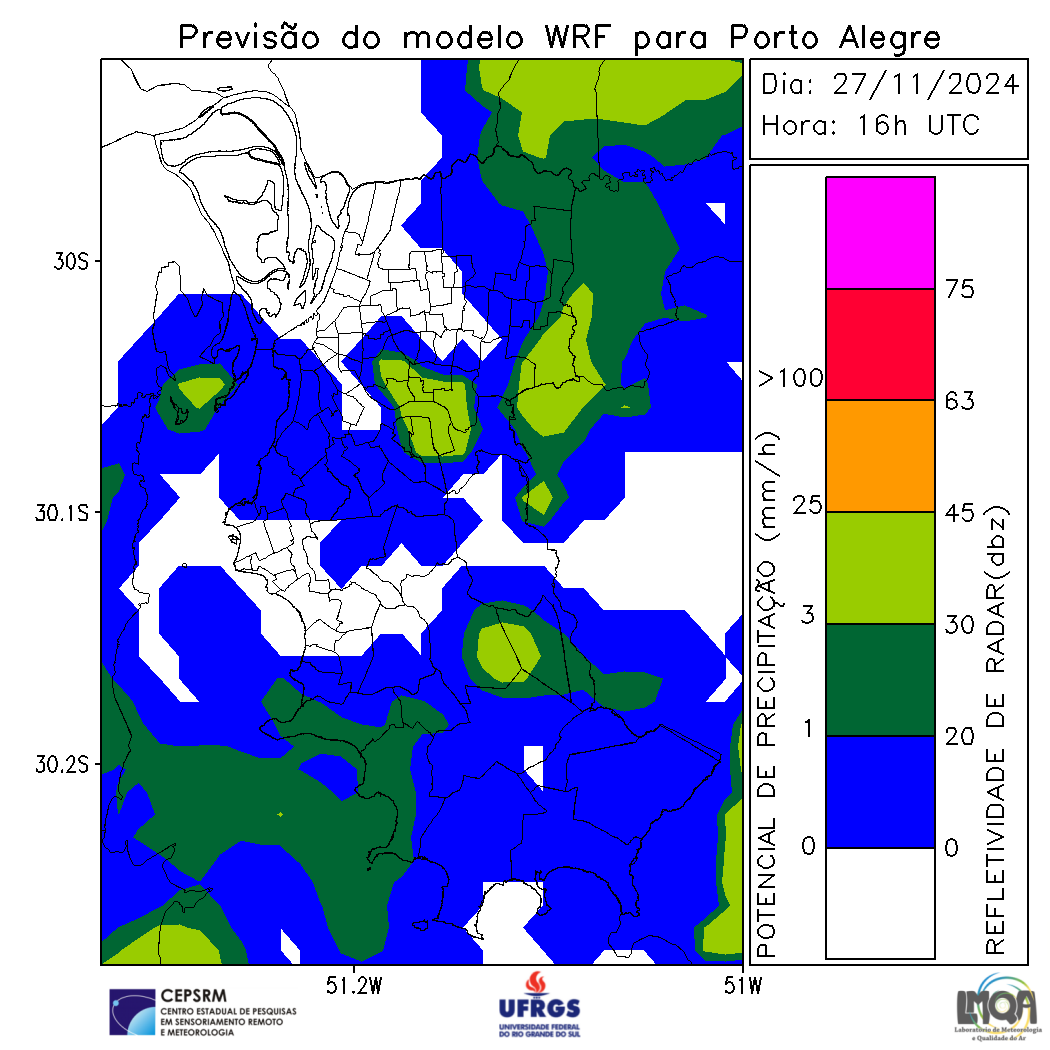 Previsão do modelo WRF para Porto Alegre
Dia: 27/11/2024
Hora: 16h UTC
30S
30.1S
30.2S
51.2W
51W
POTENCIAL DE PRECIPITAÇÃO (mm/h)
>100
25
3
1
0
75
63
45
30
20
0
REFLETIVIDADE DE RADAR(dbz)
CEPSRM
CENTRO ESTADUAL DE PESQUISAS
EM SENSORIAMENTO REMOTO
E METEOROLOGIA
UFRGS
UNIVERSIDADE FEDERAL
DO RIO GRANDE DO SUL
LMQA
Laboratório de Meteorologia
e Qualidade do Ar